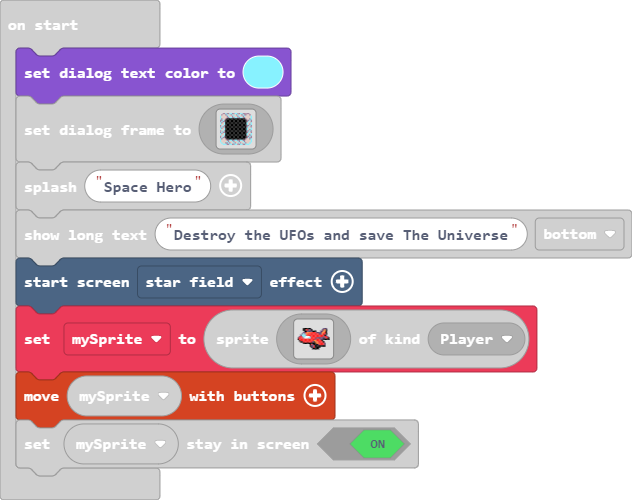 on start
set dialog text color to
set dialog frame to
splash "Space Hero"
show long text "Destroy the UFOs and save The Universe" bottom
start screen star field effect
set mySprite to sprite of kind Player
move mySprite with buttons
set mySprite stay in screen ON